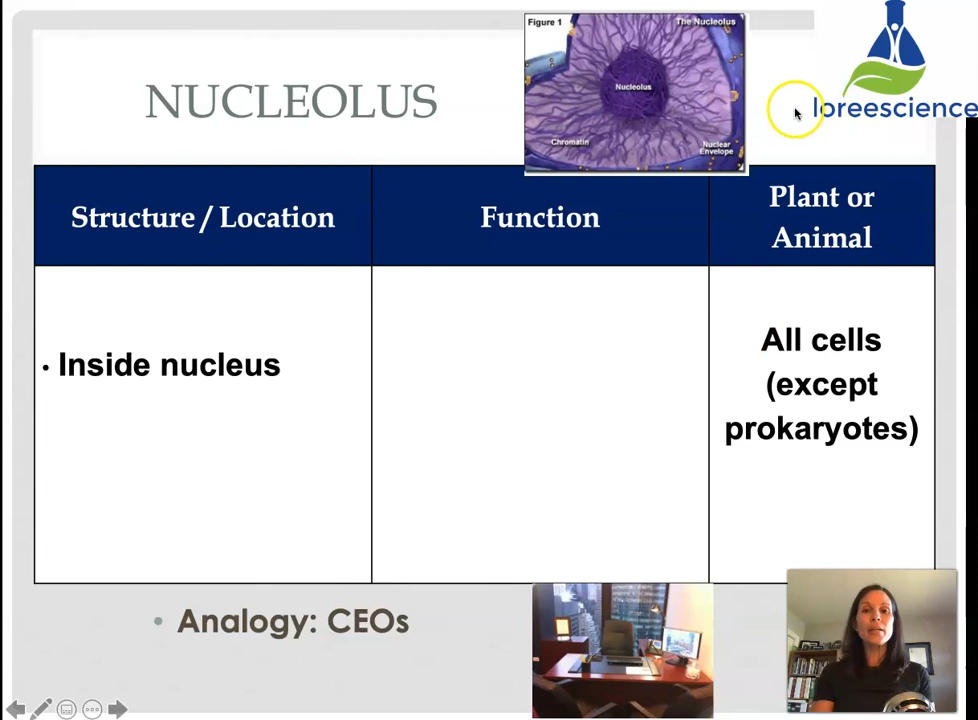 Figure 1
The Nucleolus
NUCLEOLUS
Nucleolus
Chromatin
Nuclear
Envelope
loreescience
Structure / Location
Function
Plant or
Animal
• Inside nucleus
All cells
(except
prokaryotes)
• Analogy: CEOs